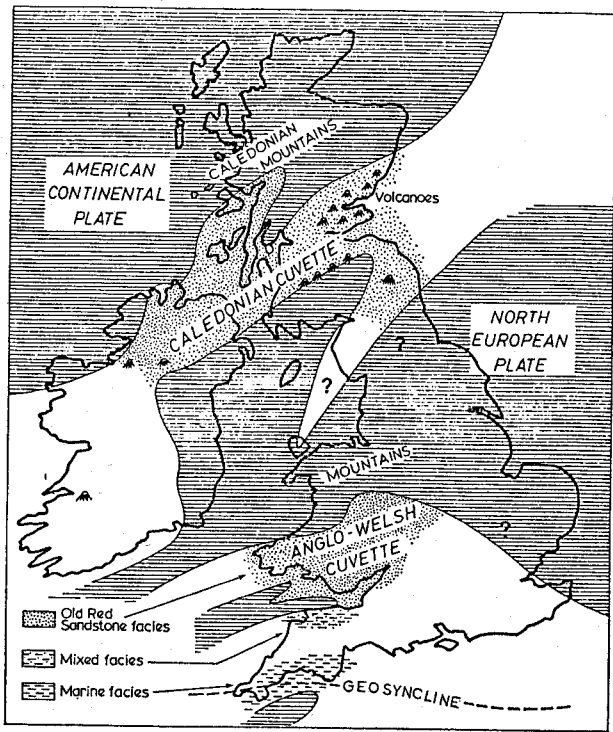 CALEDONIAN
MOUNTAINS
AMERICAN
CONTINENTAL
PLATE
Volcanoes
CALEDONIAN CUVETTE
NORTH
EUROPEAN
PLATE
?
?
MOUNTAINS
?
ANGLO-WELSH
CUVETTE
Old Red
Sandstone facies
Mixed facies
Marine facies
GEOSYNCLINE